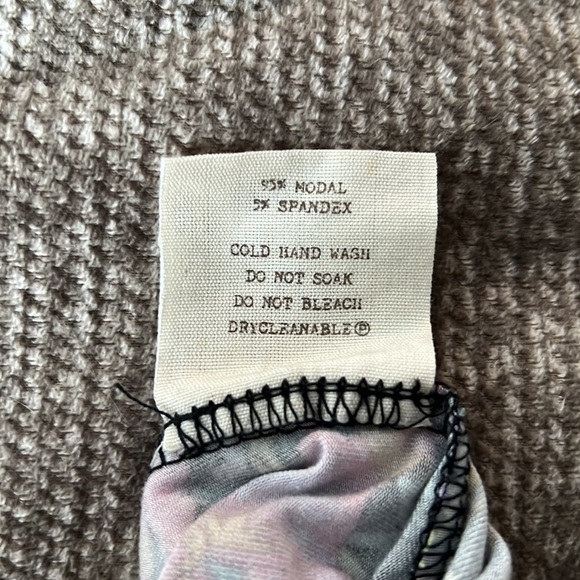 95% MODAL
5% SPANDEX
COLD HAND WASH
DO NOT SOAK
DO NOT BLEACH
DRYCLEANABLE Ⓟ